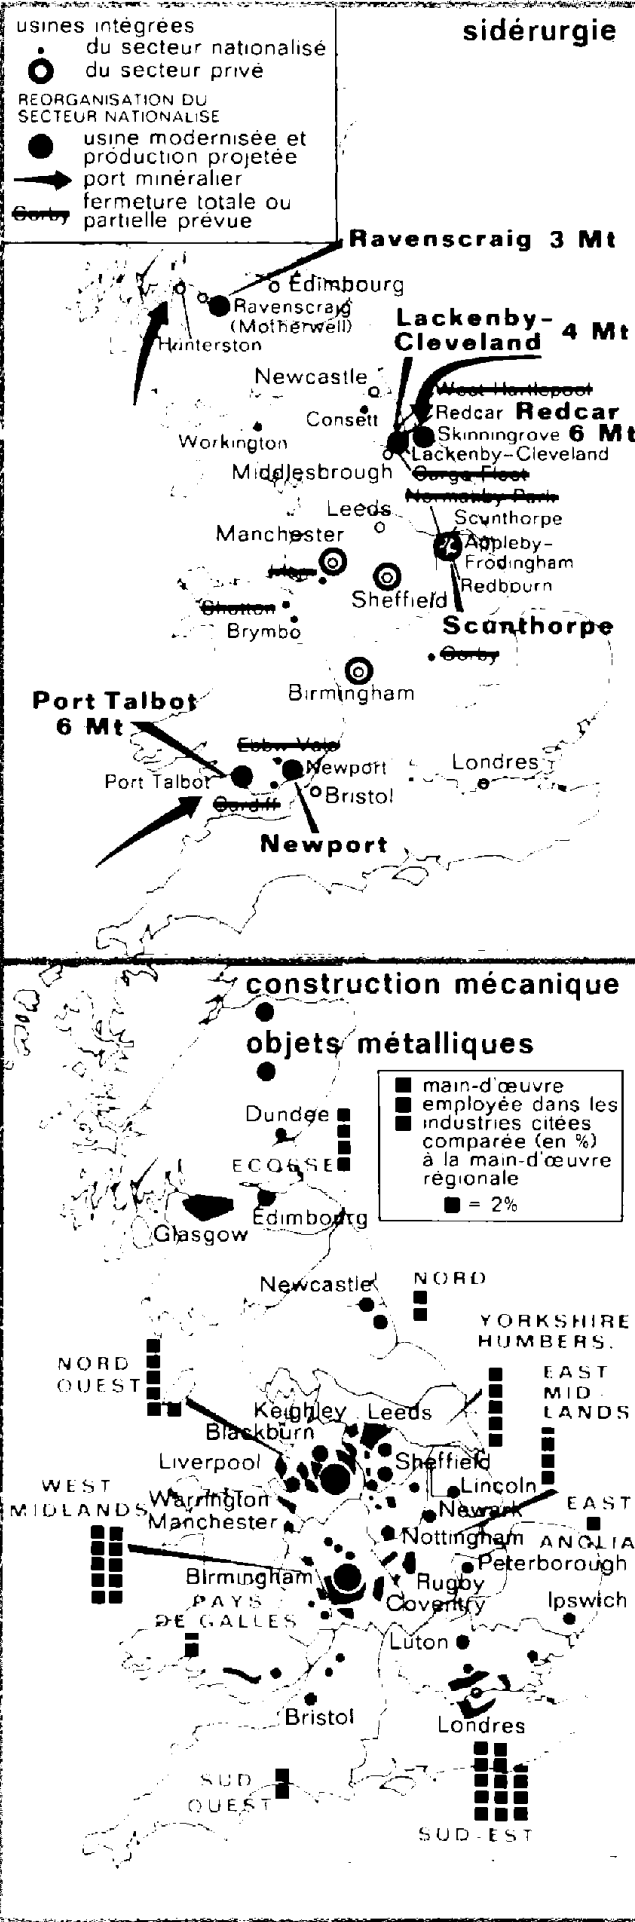 sidérurgie
usines intégrées
du secteur nationalisé
du secteur privé
REORGANISATION DU
SECTEUR NATIONALISE
usine modernisée et
production projetée
port minéralier
Corby
fermeture totale ou
partielle prévue
Ravenscraig 3 Mt
Edimbourg
Ravenscraig
(Motherwell)
Hunterston
Lackenby-
Cleveland 4 Mt
Newcastle
West Hartlepool
Consett
Redcar Redcar
Skinningrove 6 Mt
Workington
Lackenby-Cleveland
Middlesbrough
Cargo Fleet
Normanby Park
Leeds
Scunthorpe
Manchester
Appleby-
Frodingham
Irlam
Redbourn
Sheffield
Shotton
Brymbo
Scunthorpe
Corby
Birmingham
Port Talbot
6 Mt
Ebbw Vale
Londres
Port Talbot
Newport
Cardiff
Bristol
Newport
construction mécanique
objets métalliques
main-d'œuvre
employée dans les
industries citées
comparée (en %)
à la main-d'œuvre
régionale
= 2%
Dundee
ECOSSE
Edimbourg
Glasgow
Newcastle
NORD
YORKSHIRE
HUMBERS.
NORD
OUEST
EAST
MID-
LANDS
Keighley
Leeds
Blackburn
Liverpool
Sheffield
WEST
MIDLANDS
Warrington
Lincoln
Newark
EAST
ANGLIA
Manchester
Nottingham
Peterborough
Birmingham
Rugby
Coventry
PAYS
DE GALLES
Ipswich
Luton
Bristol
Londres
SUD
OUEST
SUD-EST